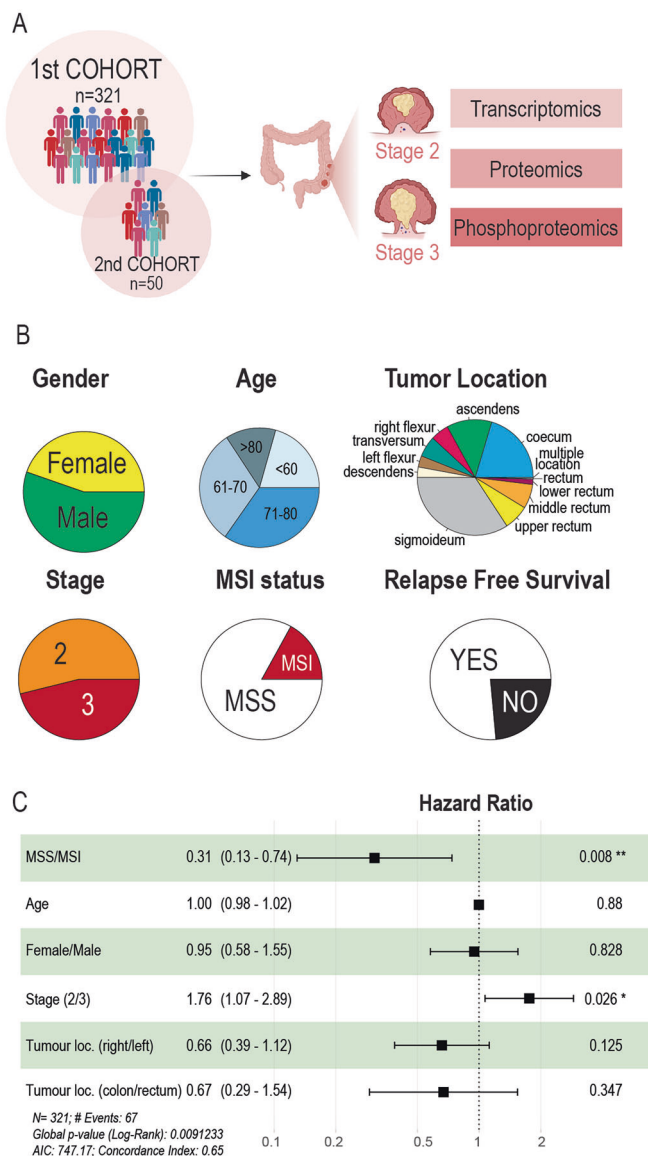 A
1st COHORT
n=321
2nd COHORT
n=50
Stage 2
Stage 3
Transcriptomics
Proteomics
Phosphoproteomics
B
Gender
Female
Male
Age
>80
<60
61-70
71-80
Tumor Location
ascendens
right flexur
transversum
left flexur
descendens
coecum
multiple
location
rectum
lower rectum
middle rectum
upper rectum
sigmoideum
Stage
2
3
MSI status
MSI
MSS
Relapse Free Survival
YES
NO
C
Hazard Ratio
MSS/MSI 0.31 (0.13 - 0.74) 0.008 **
Age 1.00 (0.98 - 1.02) 0.88
Female/Male 0.95 (0.58 - 1.55) 0.828
Stage (2/3) 1.76 (1.07 - 2.89) 0.026 *
Tumour loc. (right/left) 0.66 (0.39 - 1.12) 0.125
Tumour loc. (colon/rectum) 0.67 (0.29 - 1.54) 0.347
N= 321; # Events: 67
Global p-value (Log-Rank): 0.0091233
AIC: 747.17; Concordance Index: 0.65
0.1 0.2 0.5 1 2